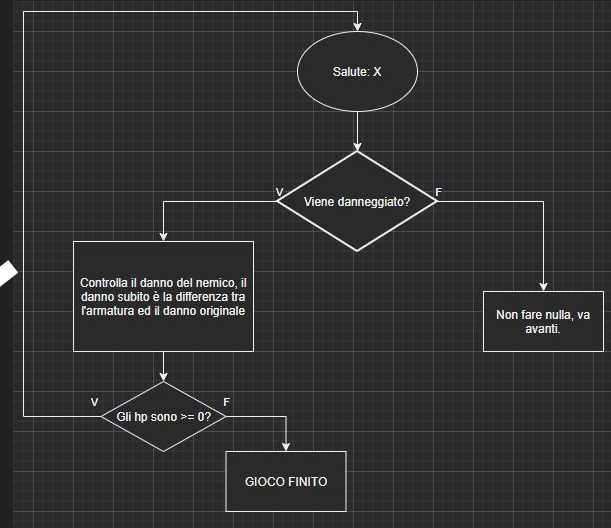 Salute: X
Viene danneggiato?
V
F
Controlla il danno del nemico, il
danno subito è la differenza tra
l'armatura ed il danno originale
Non fare nulla, va
avanti.
Gli hp sono >= 0?
V
F
GIOCO FINITO